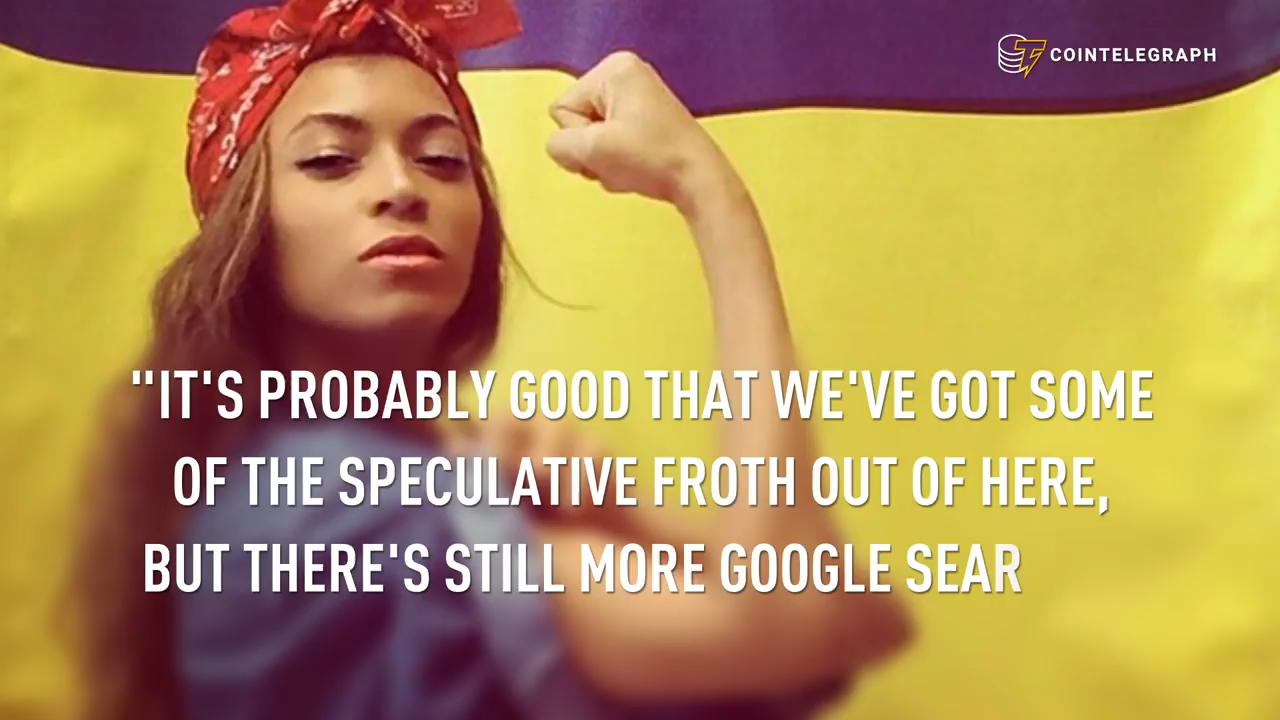 COINTELEGRAPH
"IT'S PROBABLY GOOD THAT WE'VE GOT SOME
OF THE SPECULATIVE FROTH OUT OF HERE,
BUT THERE'S STILL MORE GOOGLE SEAR